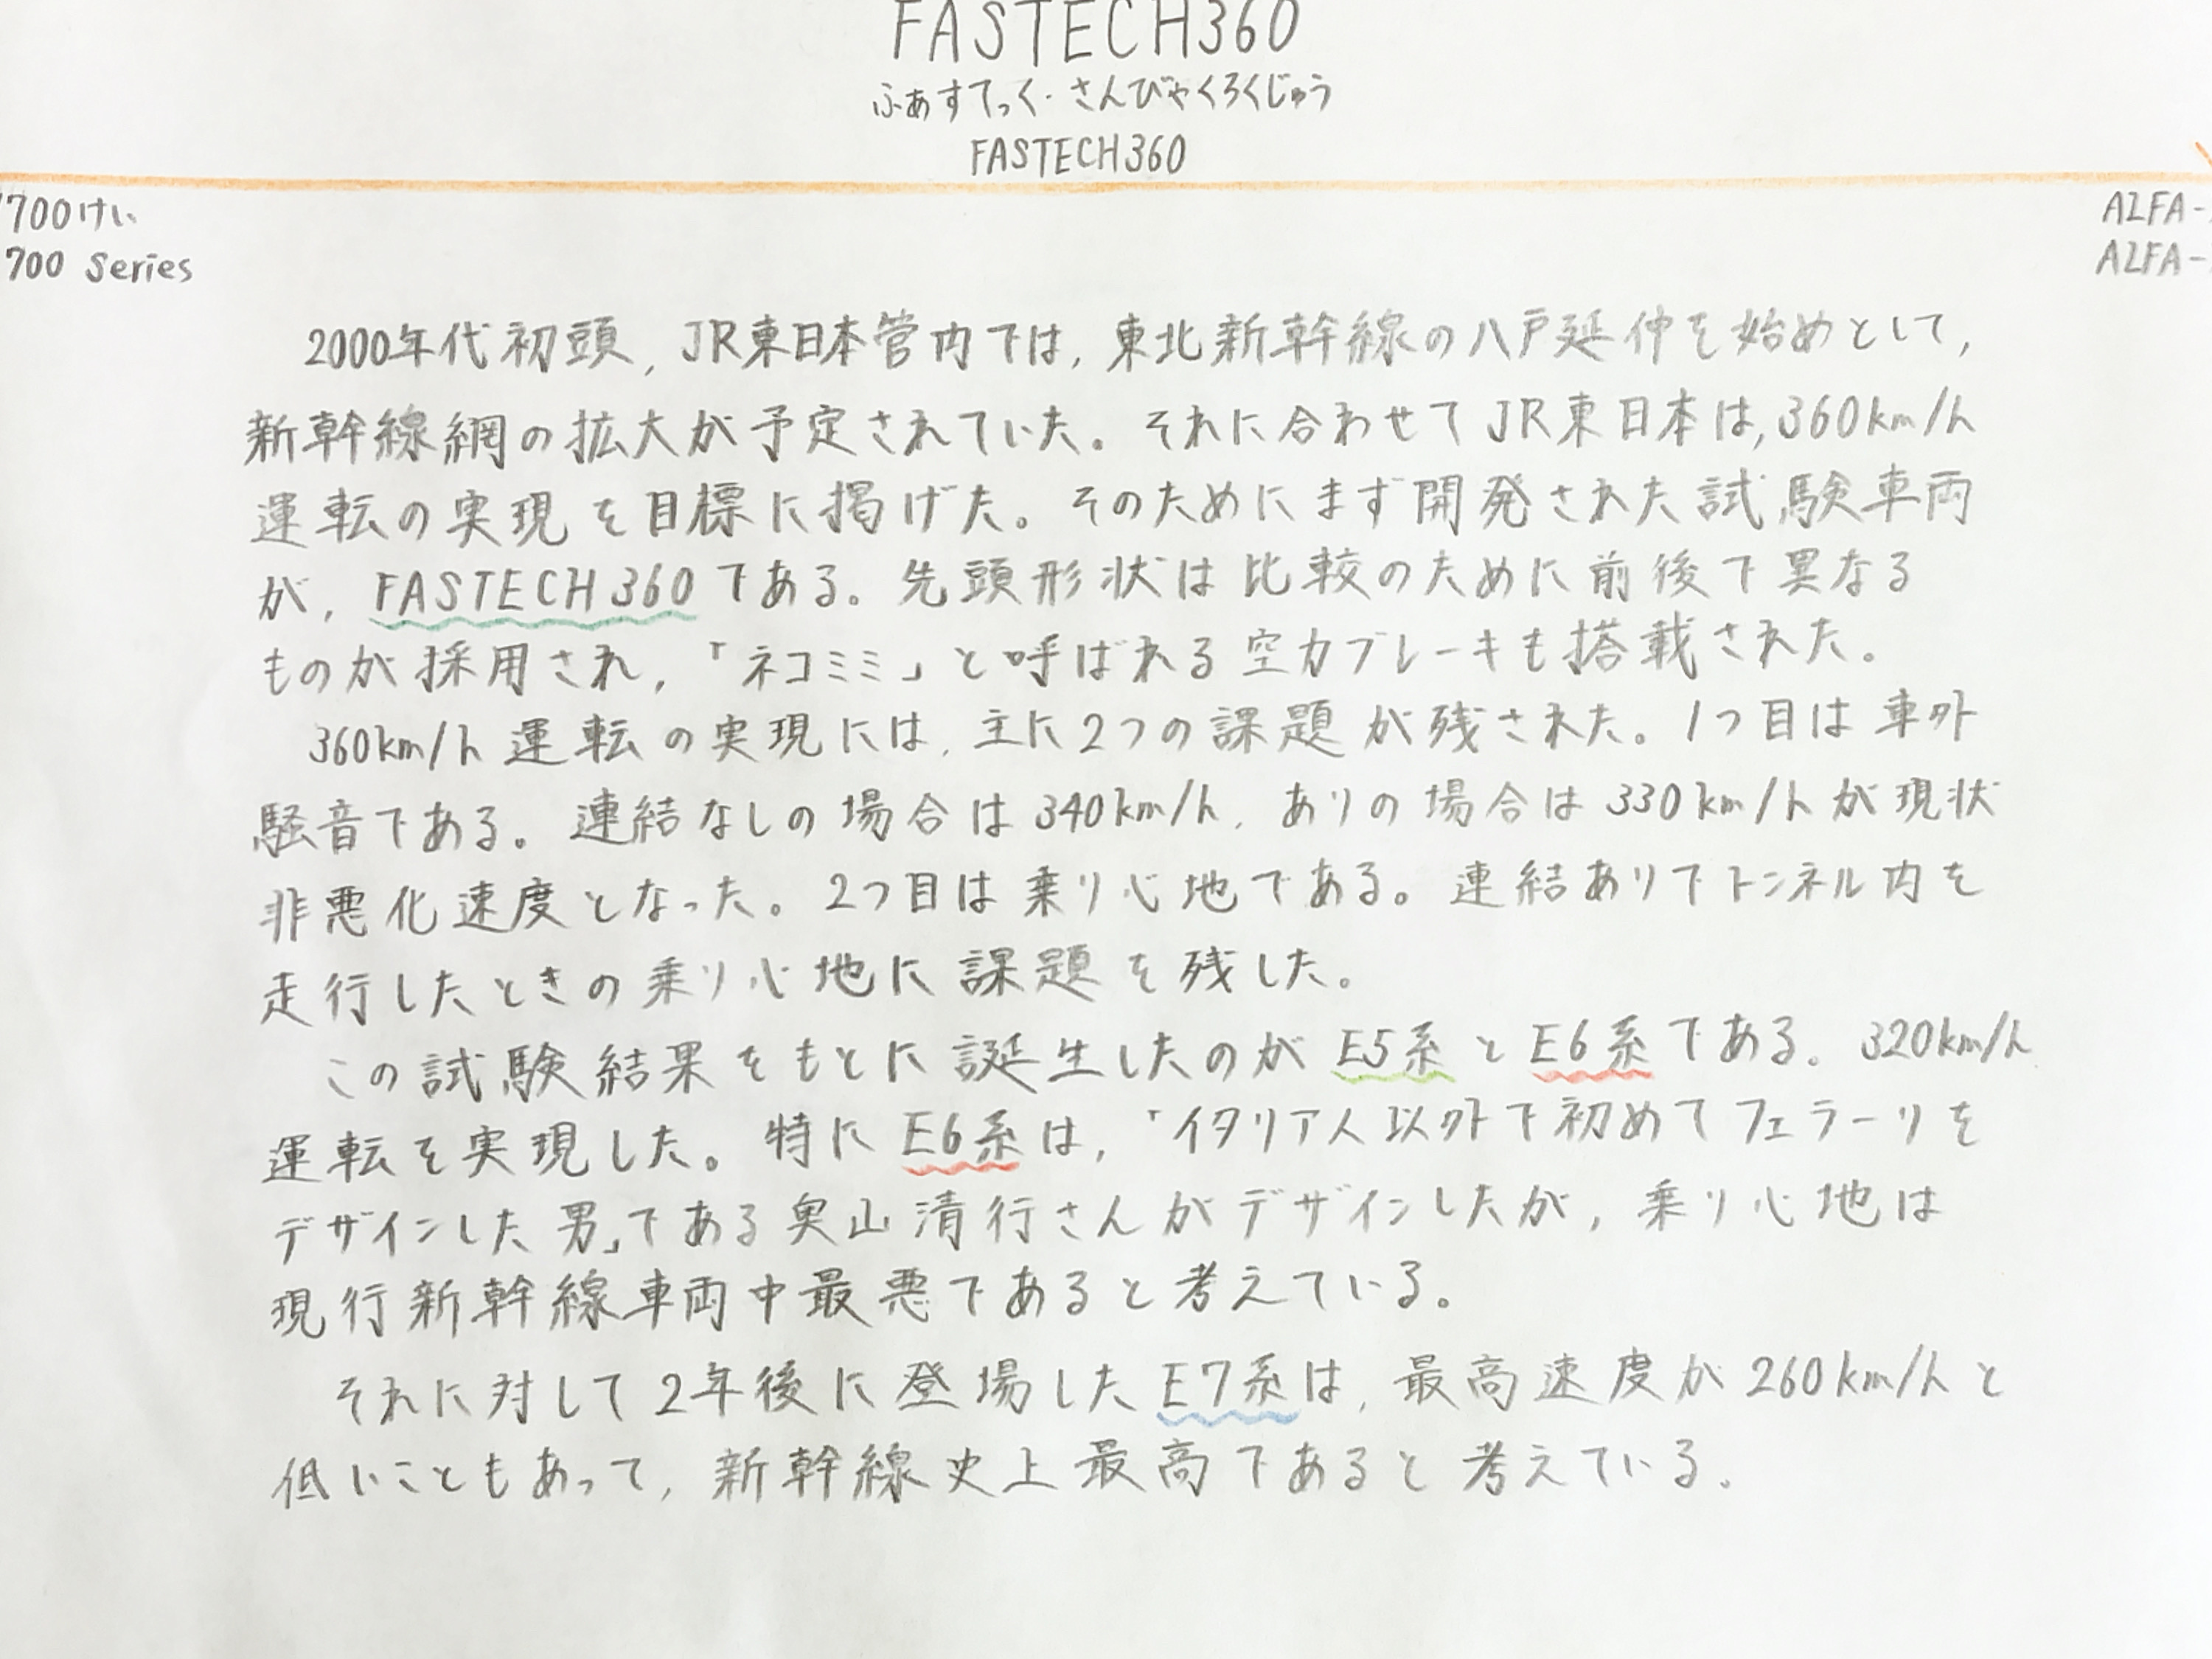 FASTECH360
ふぁすてっく・さんびゃくろくじゅう
FASTECH360
700けい
700 Series
ALFA-
ALFA-
2000年代初頭,JR東日本管内では,東北新幹線の八戸延伸を始めとして,
新幹線網の拡大が予定されていた。それに合わせてJR東日本は,360km/h
運転の実現を目標に掲げた。そのためにまず開発された試験車両
が,FASTECH360である。先頭形状は比較のために前後で異なる
ものが採用され,「ネコミミ」と呼ばれる空力ブレーキも搭載された。
360km/h運転の実現には,主に2つの課題が残された。1つ目は車外
騒音である。連結なしの場合は340km/h,ありの場合は330km/hが現状
非悪化速度となった。2つ目は乗り心地である。連結ありでトンネル内を
走行したときの乗り心地に課題を残した。
この試験結果をもとに誕生したのがE5系とE6系である。320km/h
運転を実現した。特にE6系は,「イタリア人以外で初めてフェラーリを
デザインした男」である奥山清行さんがデザインしたが,乗り心地は
現行新幹線車両中最悪であると考えている。
それに対して2年後に登場したE7系は,最高速度が260km/hと
低いこともあって,新幹線史上最高であると考えている。